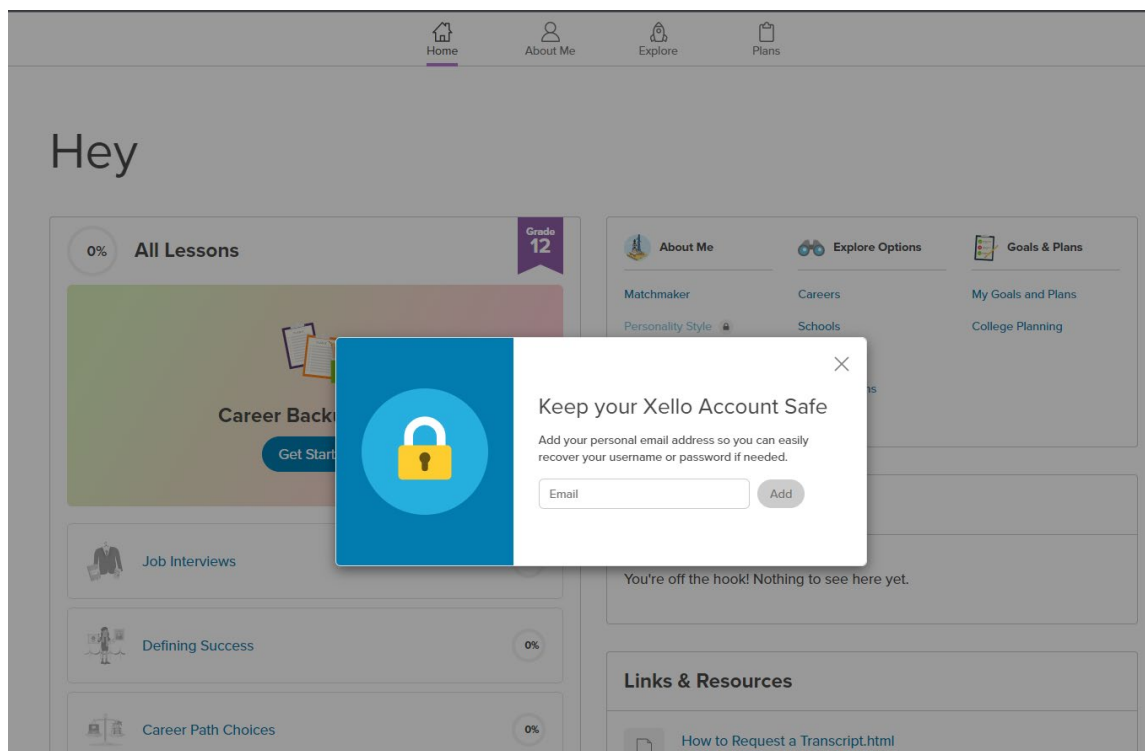 Home
About Me
Explore
Plans
Hey
0%
All Lessons
Grade
12
Career Back
Get Start
Job Interviews
Defining Success
0%
Career Path Choices
0%
About Me
Matchmaker
Personality Style
Explore Options
Careers
Schools
Goals & Plans
My Goals and Plans
College Planning
Keep your Xello Account Safe
Add your personal email address so you can easily
recover your username or password if needed.
Email
Add
You're off the hook! Nothing to see here yet.
Links & Resources
How to Request a Transcript.html